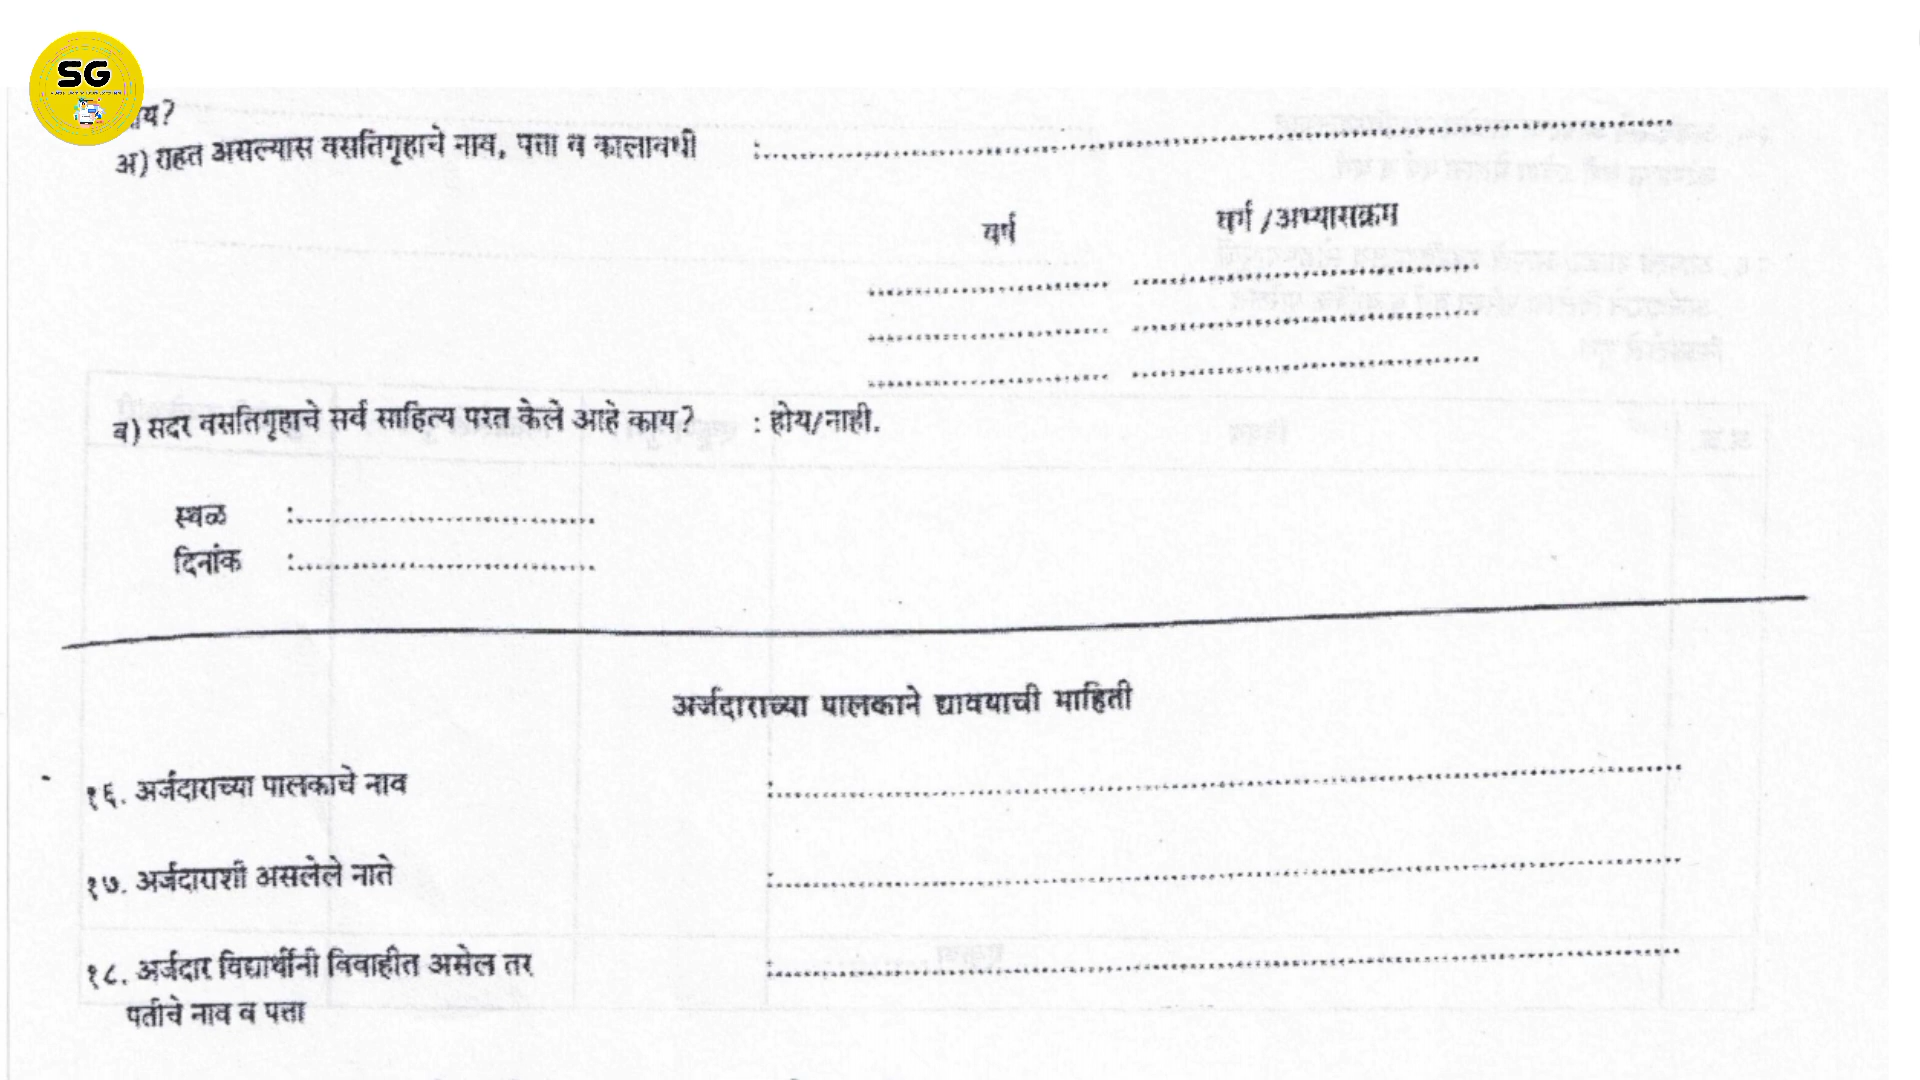 SG
काय?
अ) राहत असल्यास वसतिगृहाचे नाव, पत्ता व कालावधी :........................................
वर्ष वर्ग /अभ्यासक्रम
.................... ..............................
.................... ..............................
.................... ..............................
ब) सदर वसतिगृहाचे सर्व साहित्य परत केले आहे काय? : होय/नाही.
स्थळ :..............................
दिनांक :..............................
अर्जदाराच्या पालकाने द्यावयाची माहिती
१६. अर्जदाराच्या पालकाचे नाव :........................................
१७. अर्जदाराशी असलेले नाते :........................................
१८. अर्जदार विद्यार्थीनी विवाहीत असेल तर :........................................
पतीचे नाव व पत्ता